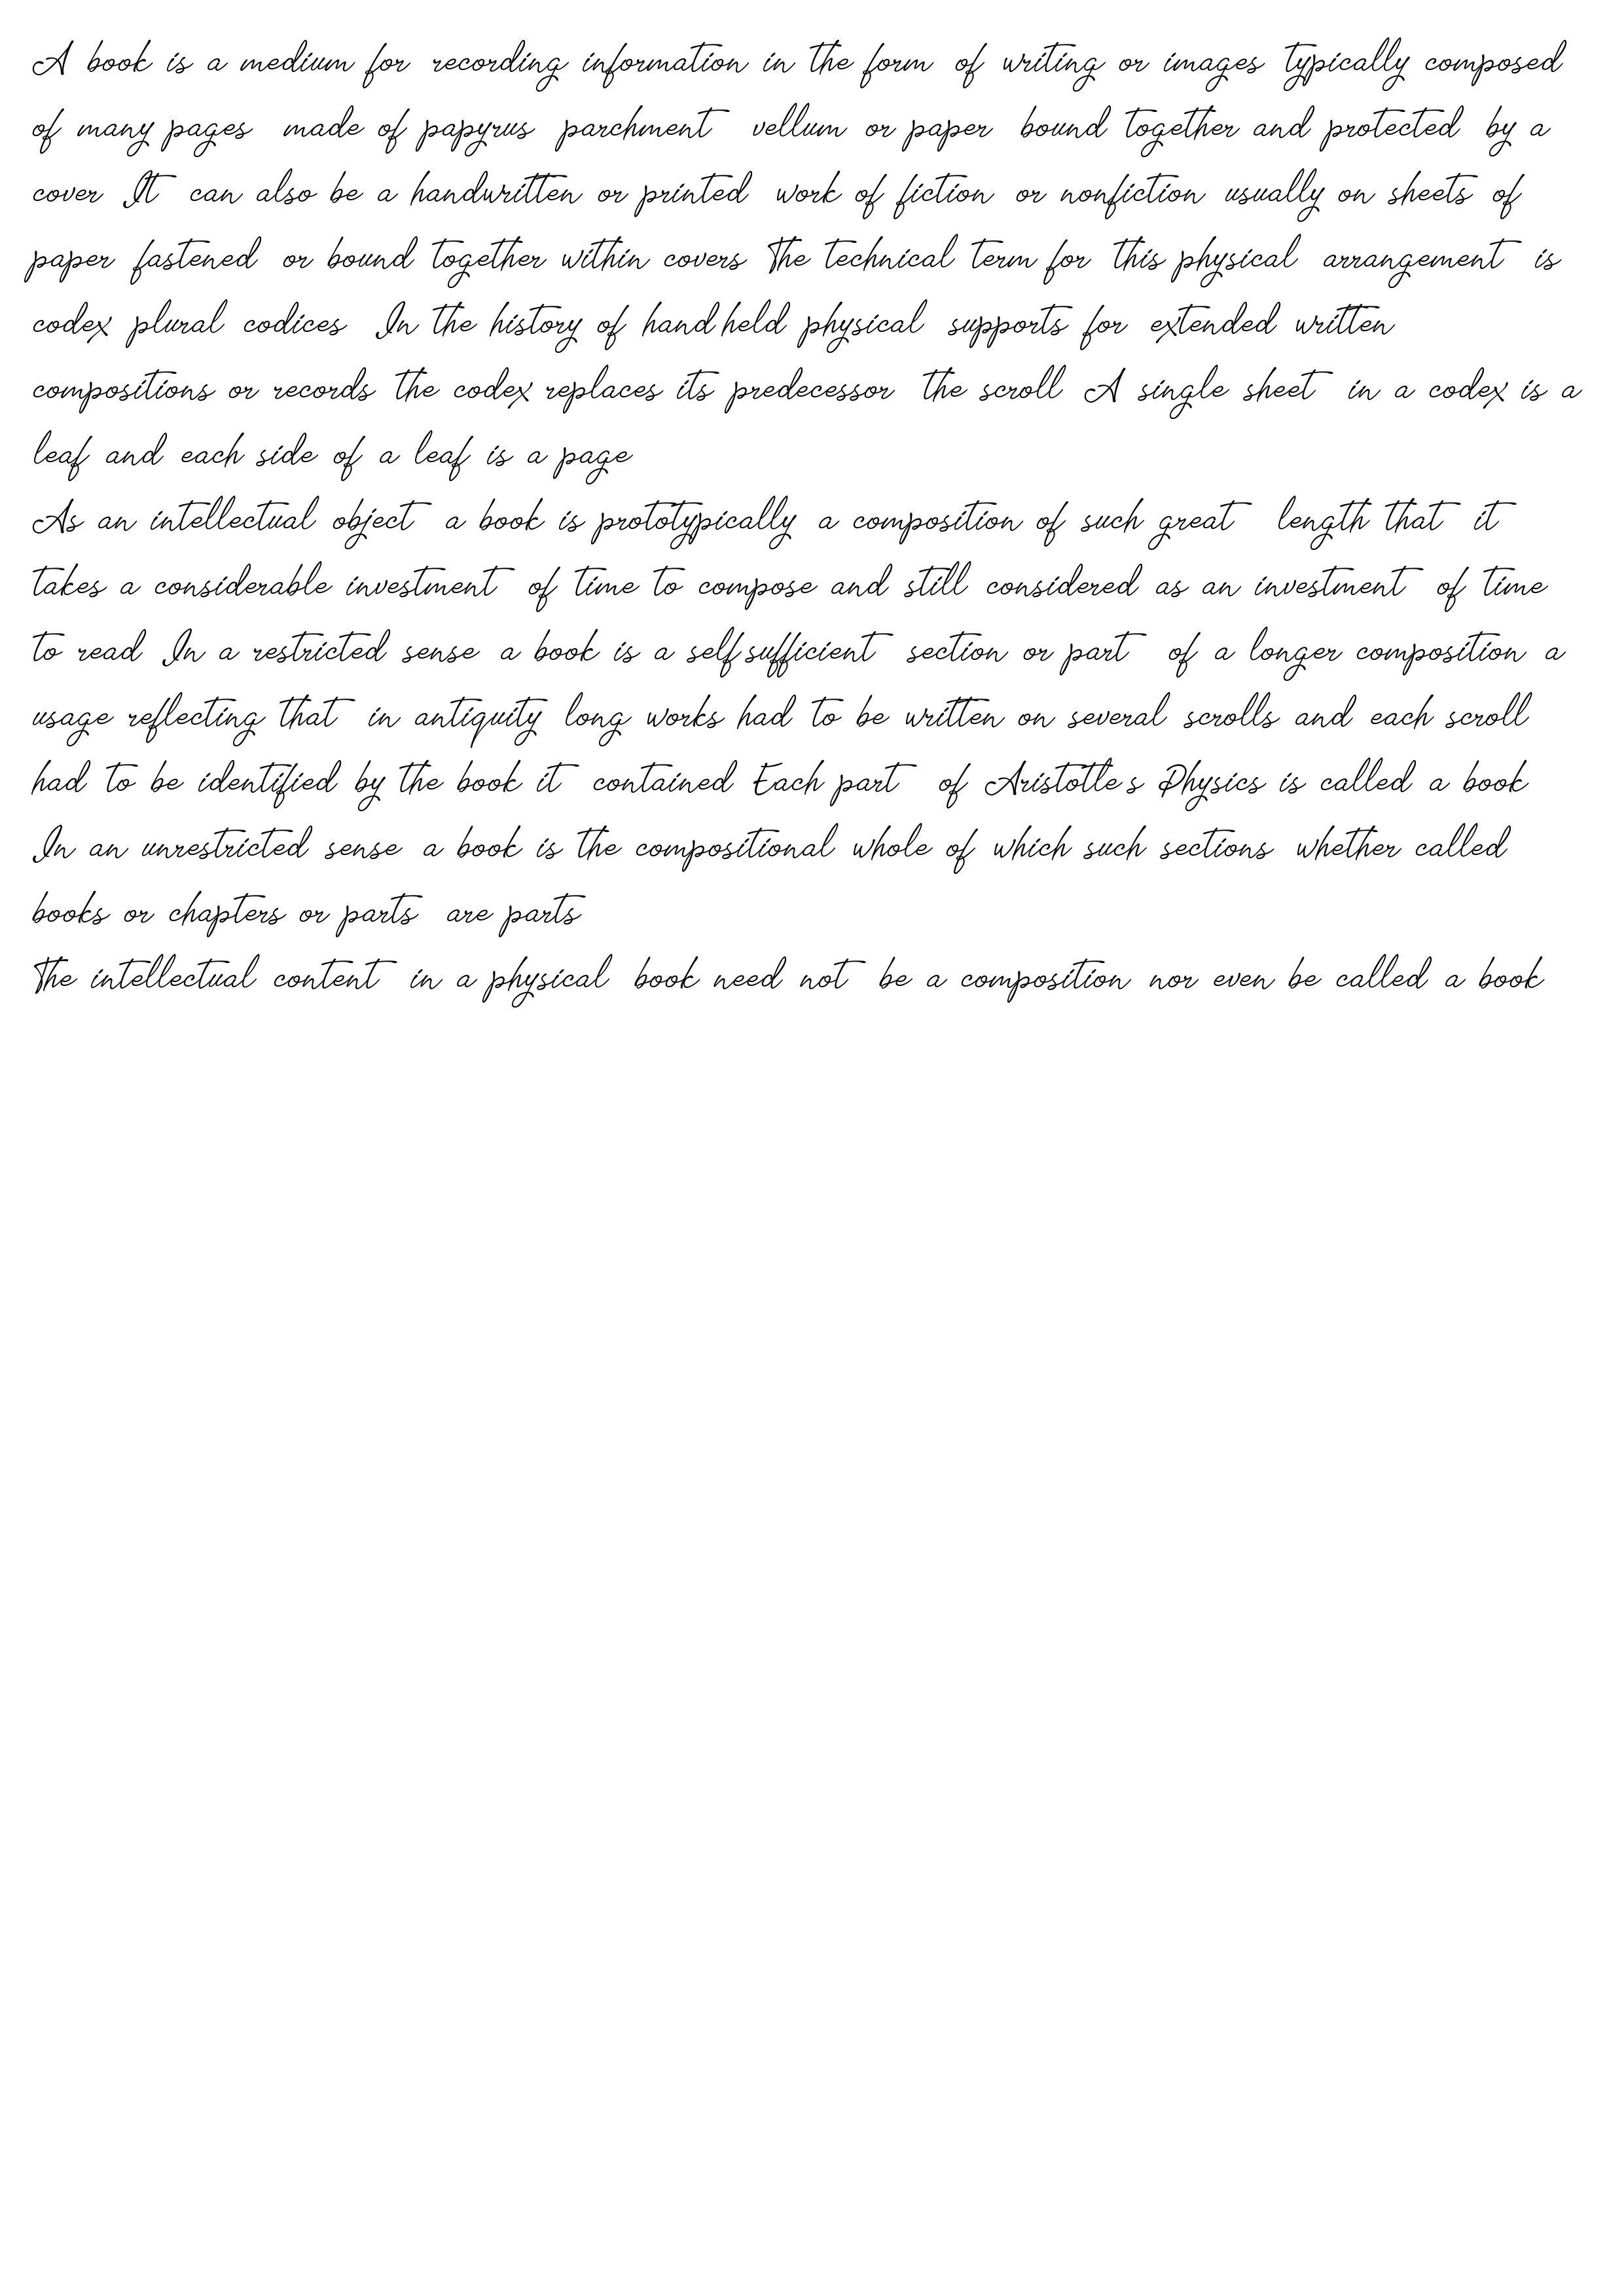 A book is a medium for recording information in the form of writing or images typically composed
of many pages made of papyrus parchment vellum or paper bound together and protected by a
cover It can also be a handwritten or printed work of fiction or nonfiction usually on sheets of
paper fastened or bound together within covers The technical term for this physical arrangement is
codex plural codices In the history of hand held physical supports for extended written
compositions or records the codex replaces its predecessor the scroll A single sheet in a codex is a
leaf and each side of a leaf is a page
As an intellectual object a book is prototypically a composition of such great length that it
takes a considerable investment of time to compose and still considered as an investment of time
to read In a restricted sense a book is a self sufficient section or part of a longer composition a
usage reflecting that in antiquity long works had to be written on several scrolls and each scroll
had to be identified by the book it contained Each part of Aristotle s Physics is called a book
In an unrestricted sense a book is the compositional whole of which such sections whether called
books or chapters or parts are parts
The intellectual content in a physical book need not be a composition nor even be called a book